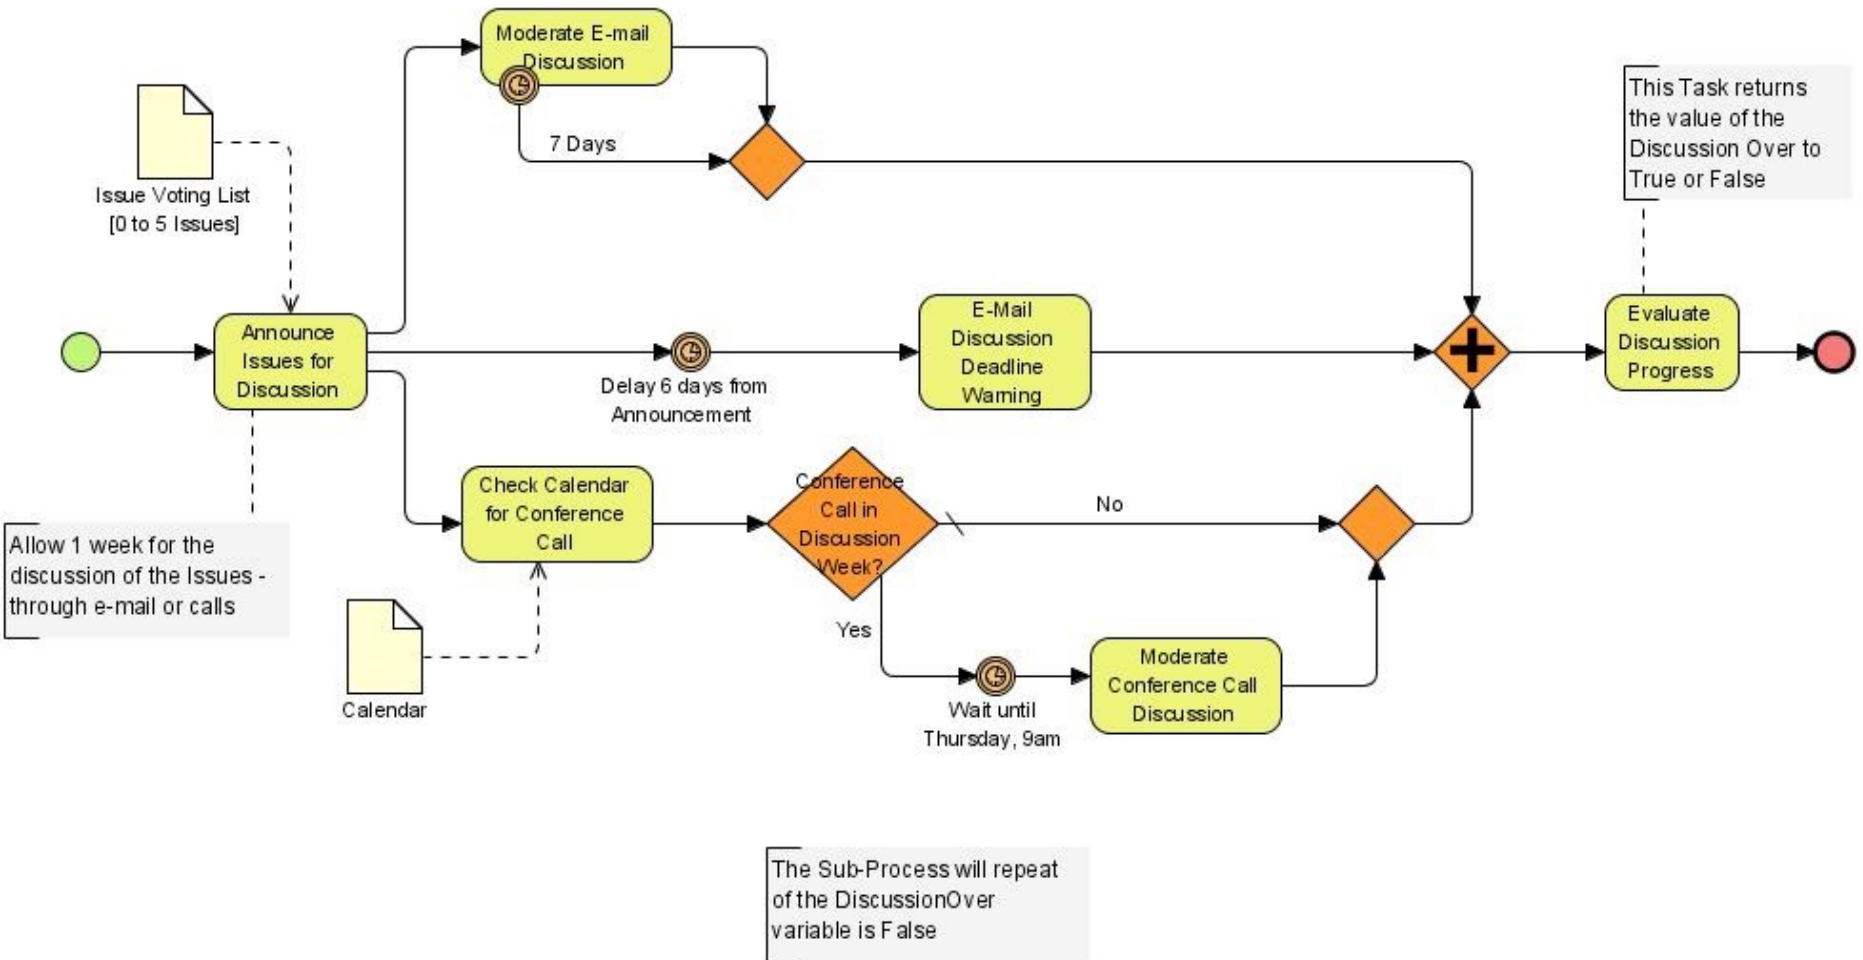 Moderate E-mail
Discussion
7 Days
Issue Voting List
[0 to 5 Issues]
This Task returns
the value of the
Discussion Over to
True or False
Announce
Issues for
Discussion
Delay 6 days from
Announcement
E-Mail
Discussion
Deadline
Warning
Evaluate
Discussion
Progress
Allow 1 week for the
discussion of the Issues -
through e-mail or calls
Check Calendar
for Conference
Call
Conference
Call in
Discussion
Week?
No
Yes
Calendar
Wait until
Thursday, 9am
Moderate
Conference Call
Discussion
The Sub-Process will repeat
of the DiscussionOver
variable is False